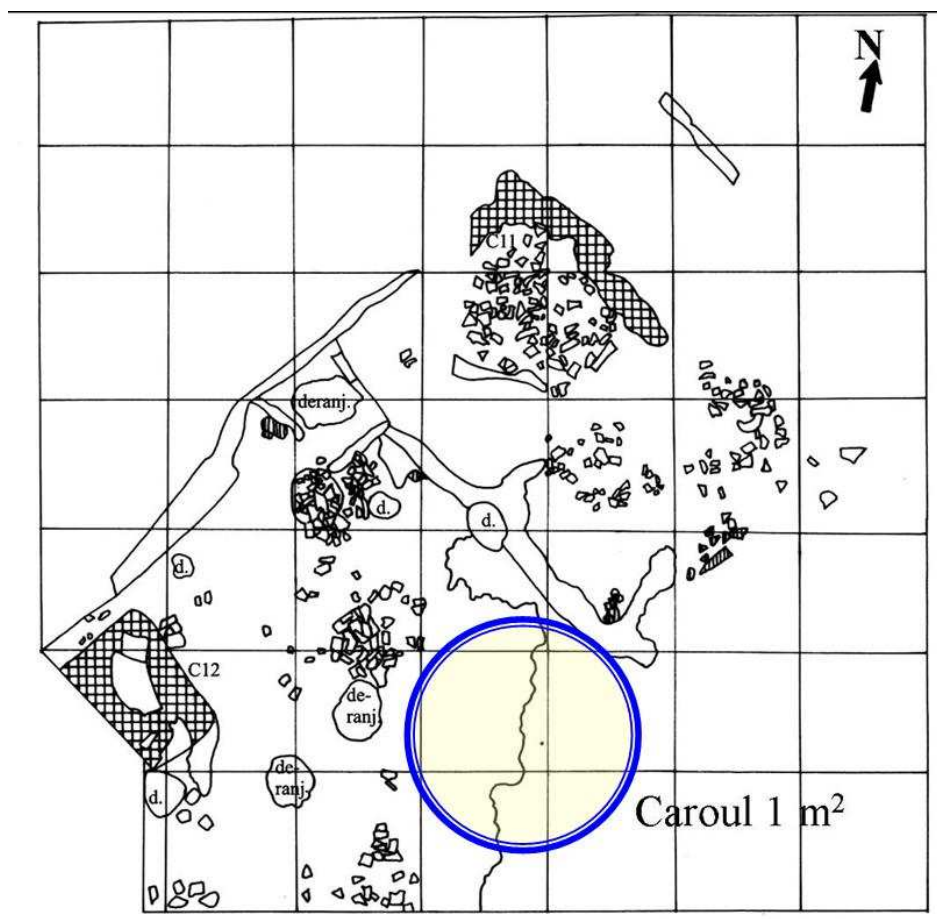 N
C11
deranj.
d.
d.
d.
C12
de-
ranj.
de-
ranj.
d.
Caroul 1 m²